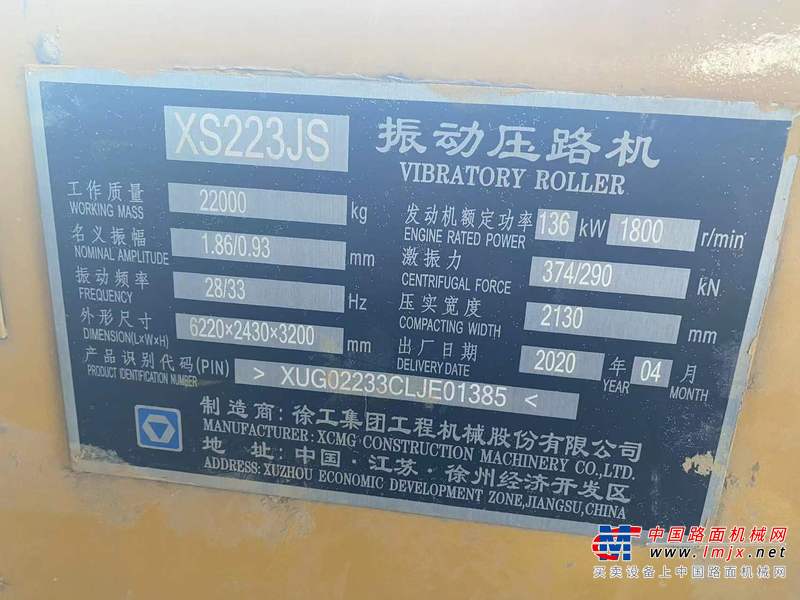 XS223JS 振动压路机
VIBRATORY ROLLER
工作质量 22000 kg
WORKING MASS
发动机额定功率 136 kW 1800 r/min
ENGINE RATED POWER
名义振幅 1.86/0.93 mm
NOMINAL AMPLITUDE
激振力 374/290 kN
CENTRIFUGAL FORCE
振动频率 28/33 Hz
FREQUENCY
压实宽度 2130 mm
COMPACTING WIDTH
外形尺寸 6220×2430×3200 mm
DIMENSION(L×W×H)
出厂日期 2020 年 04 月
DELIVERY DATE YEAR MONTH
产品识别代码(PIN) > XUG02233CLJE01385 <
PRODUCT IDENTIFICATION NUMBER
制造商:徐工集团工程机械股份有限公司
MANUFACTURER: XCMG CONSTRUCTION MACHINERY CO.,LTD.
地 址:中国·江苏·徐州经济开发区
ADDRESS: XUZHOU ECONOMIC DEVELOPMENT ZONE,JIANGSU,CHINA
中国路面机械网
www.lmjx.net
买卖设备上中国路面机械网